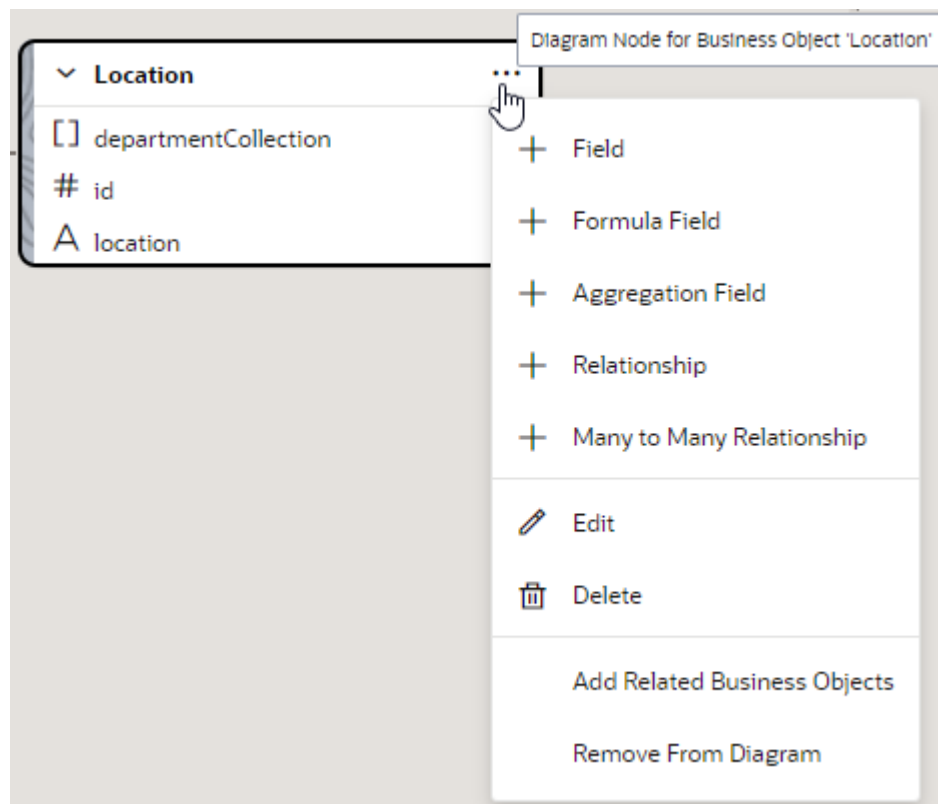 Diagram Node for Business Object 'Location'
Location
departmentCollection
# id
A location
Field
Formula Field
Aggregation Field
Relationship
Many to Many Relationship
Edit
Delete
Add Related Business Objects
Remove From Diagram